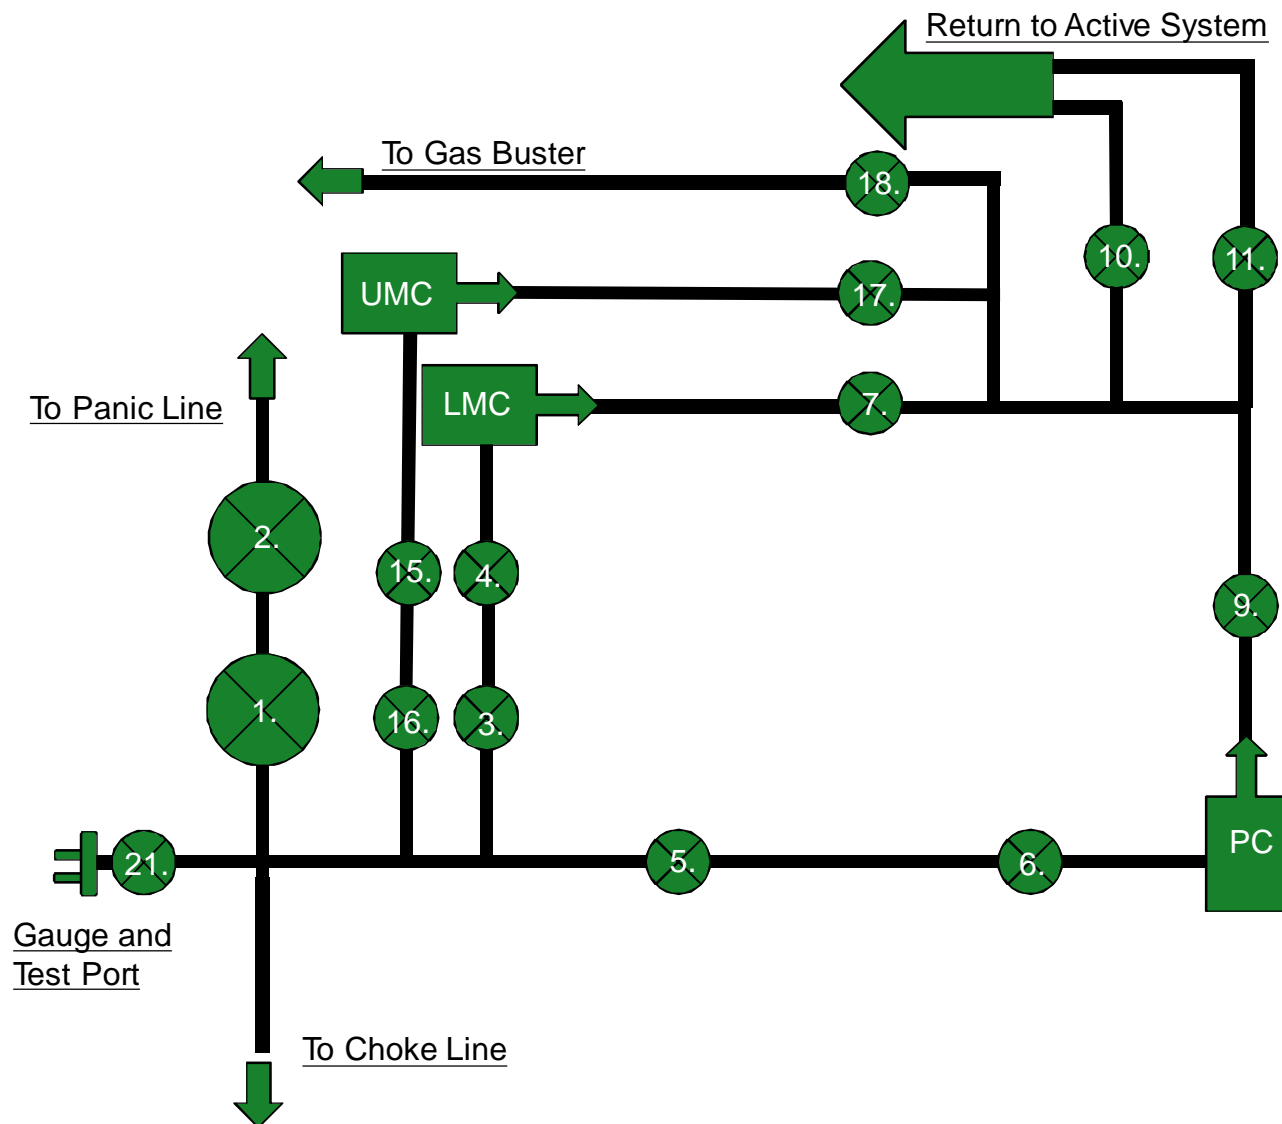 Return to Active System
To Gas Buster
18.
10.
11.
UMC
17.
To Panic Line
LMC
7.
2.
15.
4.
9.
1.
16.
3.
21.
5.
6.
PC
Gauge and
Test Port
To Choke Line